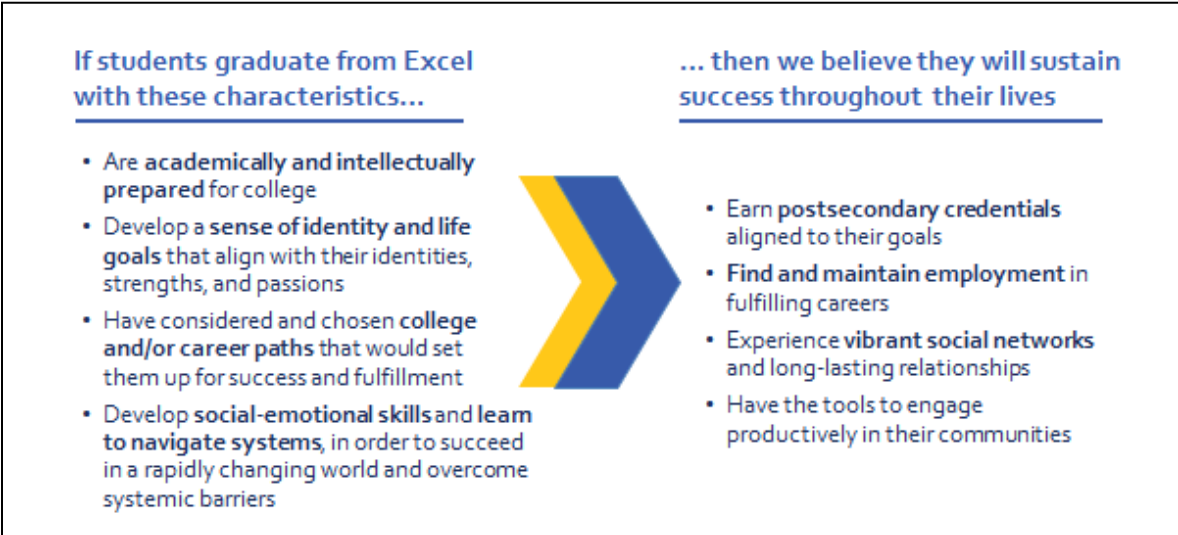 If students graduate from Excel
with these characteristics...
• Are academically and intellectually
prepared for college
• Develop a sense of identity and life
goals that align with their identities,
strengths, and passions
• Have considered and chosen college
and/or career paths that would set
them up for success and fulfillment
• Develop social-emotional skills and learn
to navigate systems, in order to succeed
in a rapidly changing world and overcome
systemic barriers
... then we believe they will sustain
success throughout their lives
• Earn postsecondary credentials
aligned to their goals
• Find and maintain employment in
fulfilling careers
• Experience vibrant social networks
and long-lasting relationships
• Have the tools to engage
productively in their communities